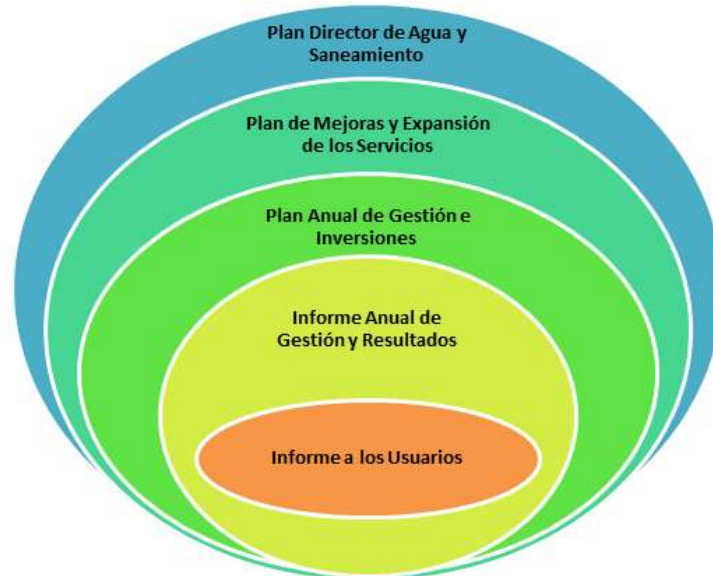 Plan Director de Agua y
Saneamiento
Plan de Mejoras y Expansión
de los Servicios
Plan Anual de Gestión e
Inversiones
Informe Anual de
Gestión y Resultados
Informe a los Usuarios